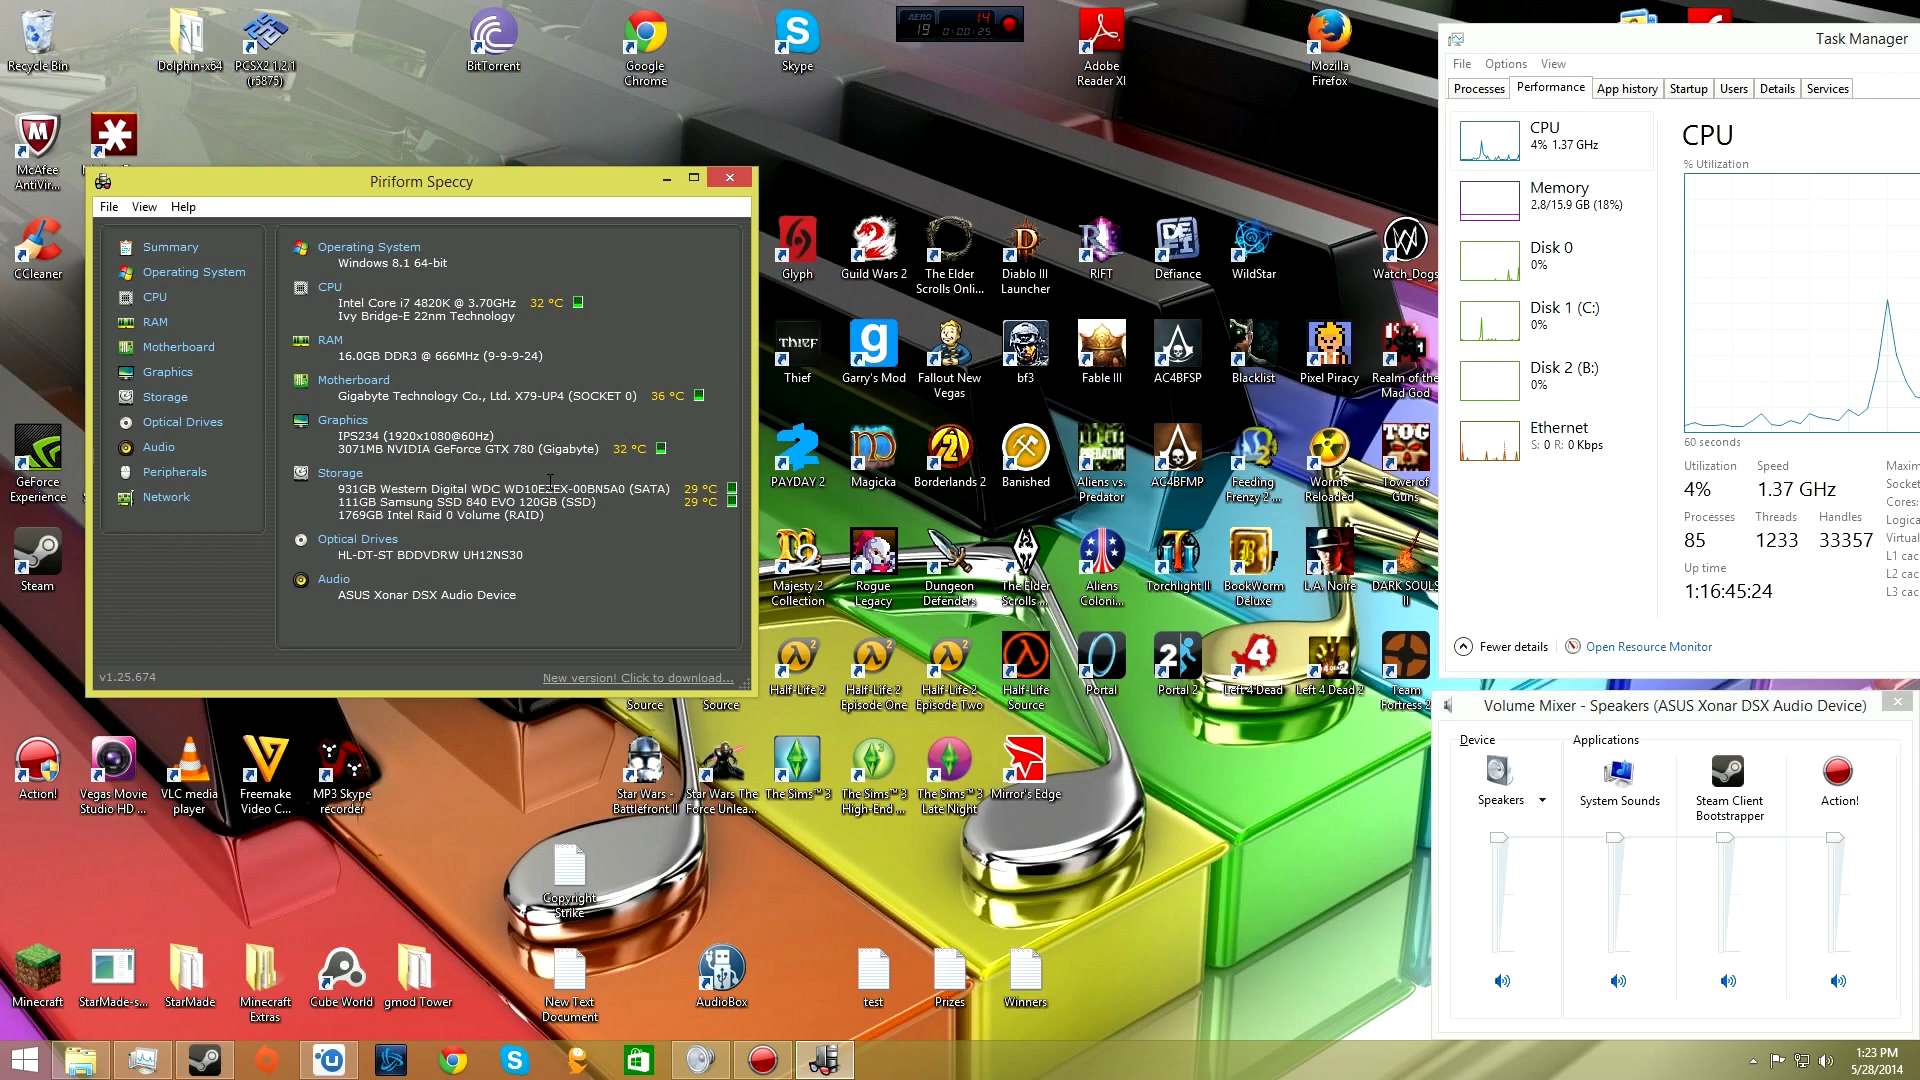 Recycle Bin
Dolphin-x64
PCSX2 1.2.1
(r5875)
BitTorrent
Google
Chrome
Skype
AERO
19
14
0:00:25
Adobe
Reader XI
Mozilla
Firefox
McAfee
AntiVir...
CCleaner
GeForce
Experience
Steam
Piriform Speccy
File View Help
Summary
Operating System
CPU
RAM
Motherboard
Graphics
Storage
Optical Drives
Audio
Peripherals
Network
Operating System
Windows 8.1 64-bit
CPU
Intel Core i7 4820K @ 3.70GHz 32 °C
Ivy Bridge-E 22nm Technology
RAM
16.0GB DDR3 @ 666MHz (9-9-9-24)
Motherboard
Gigabyte Technology Co., Ltd. X79-UP4 (SOCKET 0) 36 °C
Graphics
IPS234 (1920x1080@60Hz)
3071MB NVIDIA GeForce GTX 780 (Gigabyte) 32 °C
Storage
931GB Western Digital WDC WD10EZEX-00BN5A0 (SATA) 29 °C
111GB Samsung SSD 840 EVO 120GB (SSD) 29 °C
1769GB Intel Raid 0 Volume (RAID)
Optical Drives
HL-DT-ST BDDVDRW UH12NS30
Audio
ASUS Xonar DSX Audio Device
v1.25.674
New version! Click to download...
Glyph
Guild Wars 2
The Elder
Scrolls Onli...
Diablo III
Launcher
RIFT
Defiance
WildStar
Watch_Dogs
Thief
Garry's Mod
Fallout New
Vegas
bf3
Fable III
AC4BFSP
Blacklist
Pixel Piracy
Realm of the
Mad God
PAYDAY 2
Magicka
Borderlands 2
Banished
Aliens vs.
Predator
AC4BFMP
Feeding
Frenzy 2 ...
Worms
Reloaded
Tower of
Guns
Majesty 2
Collection
Rogue
Legacy
Dungeon
Defenders
The Elder
Scrolls ...
Aliens
Coloni...
Torchlight II
BookWorm
Deluxe
L.A. Noire
DARK SOULS
II
Half-Life 2
Half-Life 2
Episode One
Half-Life 2
Episode Two
Half-Life
Source
Portal
Portal 2
Left 4 Dead
Left 4 Dead 2
Team
Fortress 2
Source
Source
Action!
Vegas Movie
Studio HD ...
VLC media
player
Freemake
Video C...
MP3 Skype
recorder
Star Wars -
Battlefront II
Star Wars The
Force Unlea...
The Sims™ 3
The Sims™ 3
High-End ...
The Sims™ 3
Late Night
Mirror's Edge
Copyright
Strike
Minecraft
StarMade-s...
StarMade
Minecraft
Extras
Cube World
gmod Tower
New Text
Document
AudioBox
test
Prizes
Winners
Task Manager
File Options View
Processes Performance App history Startup Users Details Services
CPU
4% 1.37 GHz
Memory
2.8/15.9 GB (18%)
Disk 0
0%
Disk 1 (C:)
0%
Disk 2 (B:)
0%
Ethernet
S: 0 R: 0 Kbps
CPU
% Utilization
60 seconds
Utilization Speed
4% 1.37 GHz
Processes Threads Handles
85 1233 33357
Up time
1:16:45:24
Maxim
Socket
Cores:
Logica
Virtual
L1 cac
L2 cac
L3 cac
Fewer details
Open Resource Monitor
Volume Mixer - Speakers (ASUS Xonar DSX Audio Device)
Device
Applications
Speakers
System Sounds
Steam Client
Bootstrapper
Action!
1:23 PM
5/28/2014